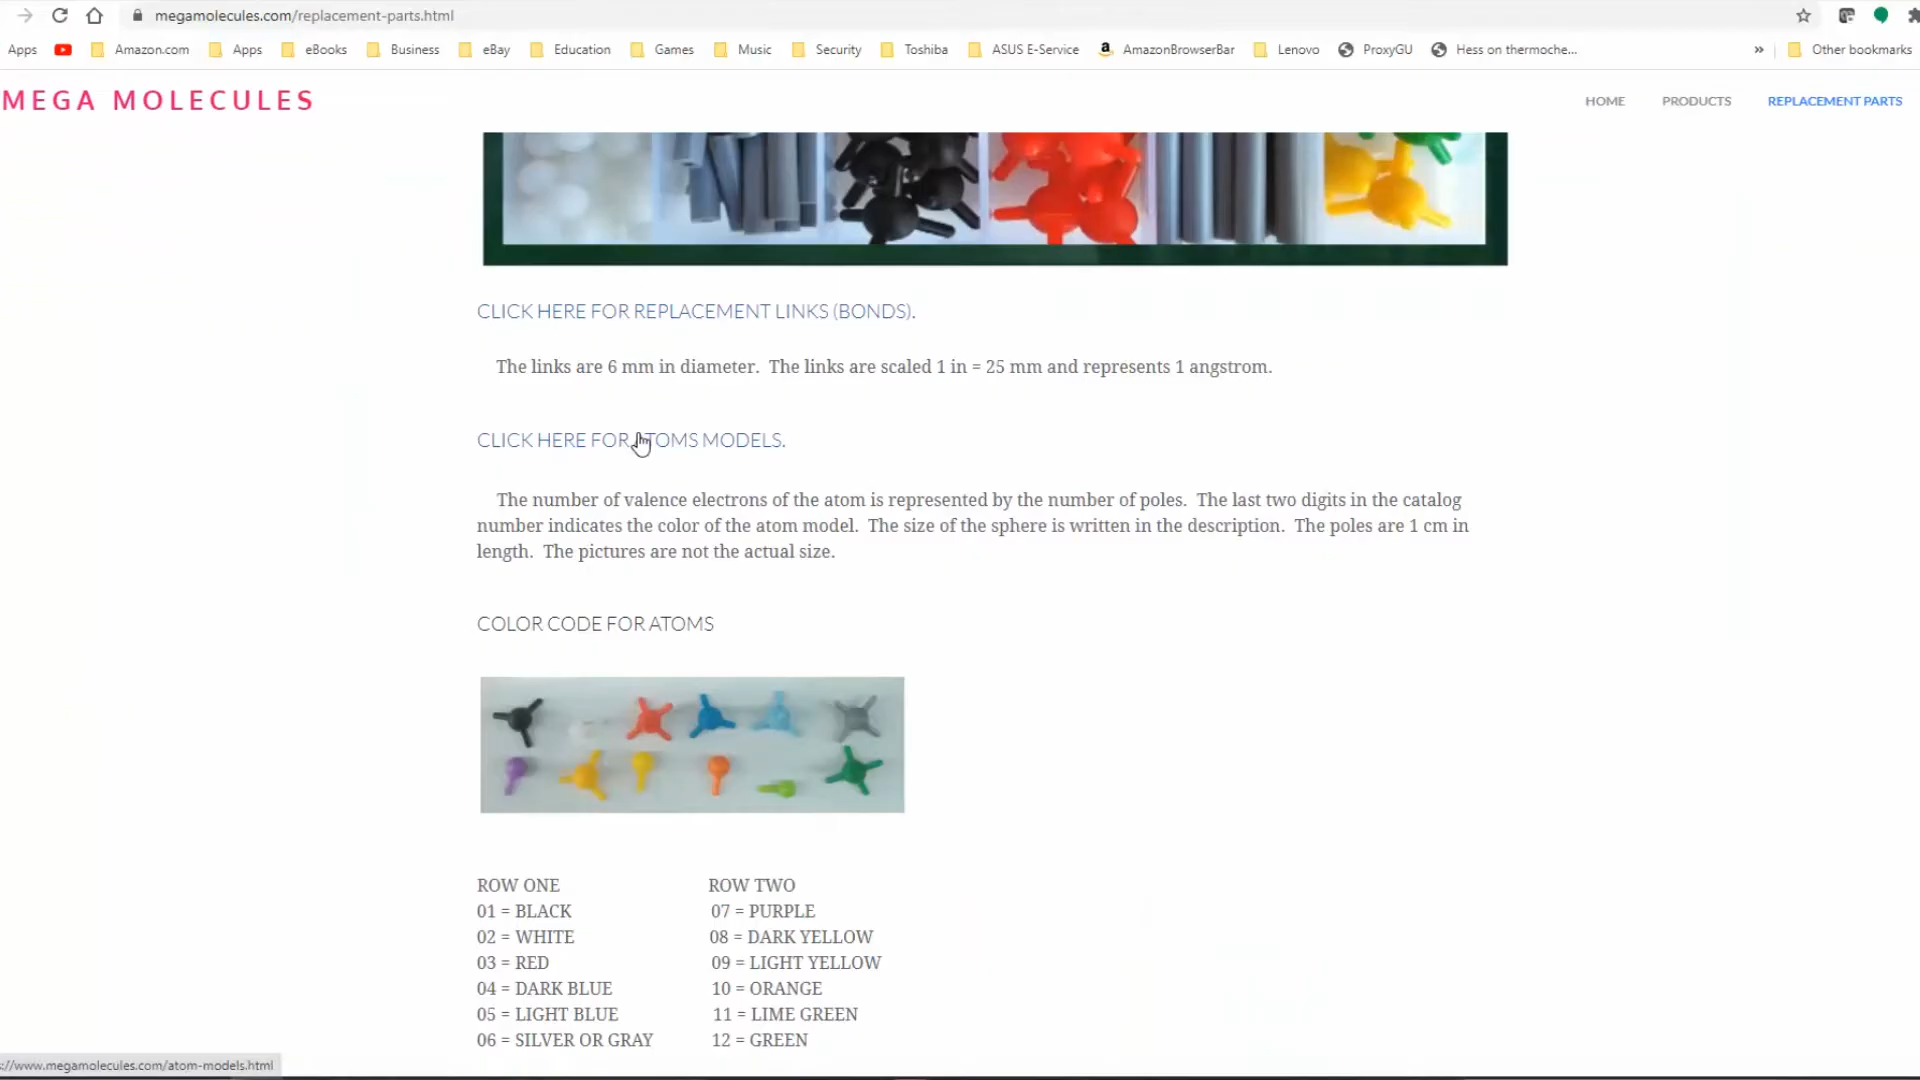 megamolecules.com/replacement-parts.html
Apps Amazon.com Apps eBooks Business eBay Education Games Music Security Toshiba ASUS E-Service AmazonBrowserBar Lenovo ProxyGU Hess on thermoche... » Other bookmarks
MEGA MOLECULES HOME PRODUCTS REPLACEMENT PARTS
CLICK HERE FOR REPLACEMENT LINKS (BONDS).
The links are 6 mm in diameter. The links are scaled 1 in = 25 mm and represents 1 angstrom.
CLICK HERE FOR ATOMS MODELS.
The number of valence electrons of the atom is represented by the number of poles. The last two digits in the catalog
number indicates the color of the atom model. The size of the sphere is written in the description. The poles are 1 cm in
length. The pictures are not the actual size.
COLOR CODE FOR ATOMS
ROW ONE ROW TWO
01 = BLACK 07 = PURPLE
02 = WHITE 08 = DARK YELLOW
03 = RED 09 = LIGHT YELLOW
04 = DARK BLUE 10 = ORANGE
05 = LIGHT BLUE 11 = LIME GREEN
06 = SILVER OR GRAY 12 = GREEN
://www.megamolecules.com/atom-models.html